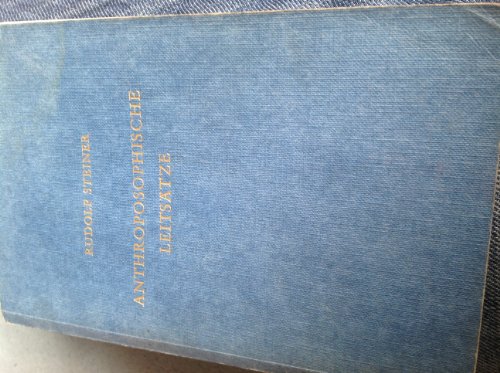 RUDOLF STEINER
ANTHROPOSOPHISCHE
LEITSÄTZE